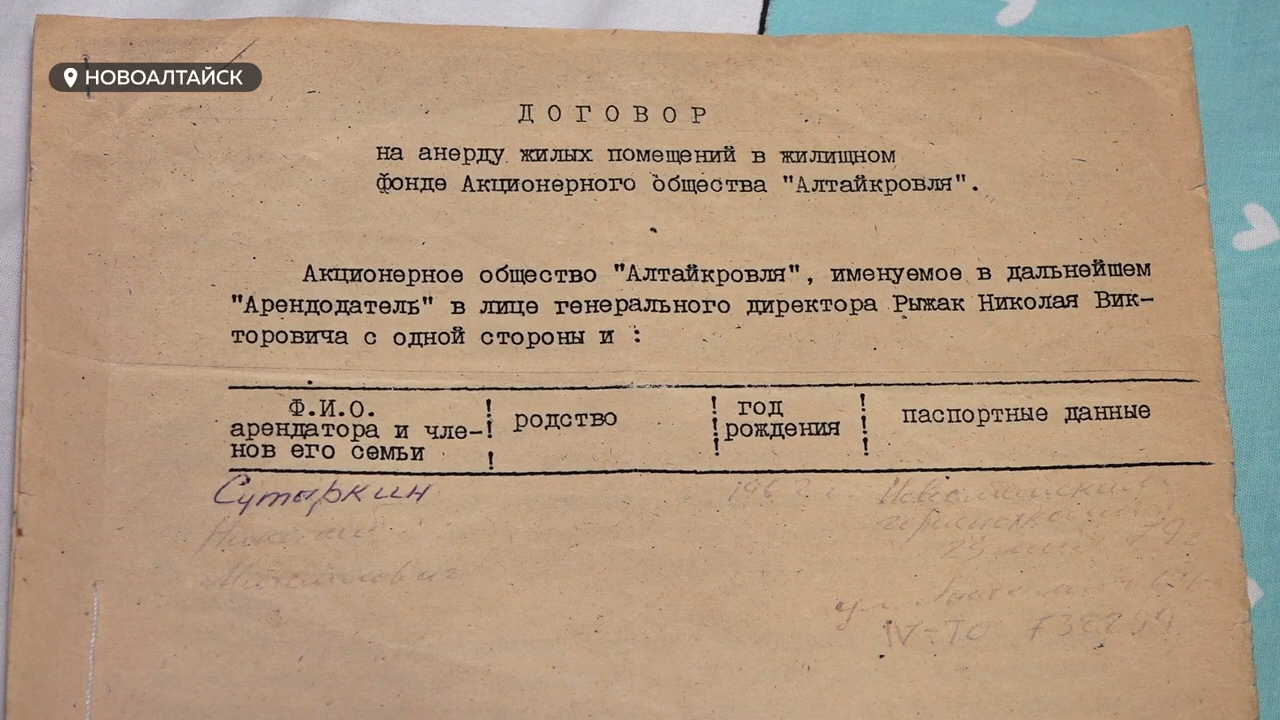 НОВОАЛТАЙСК
ДОГОВОР
на анерду жилых помещений в жилищном
фонде Акционерного общества "Алтайкровля".
Акционерное общество "Алтайкровля", именуемое в дальнейшем
"Арендодатель" в лице генерального директора Рыжак Николая Вик-
торовича с одной стороны и :
Ф.И.О.
арендатора и чле-
нов его семьи
родство
год
рождения
паспортные данные
Сутыркин